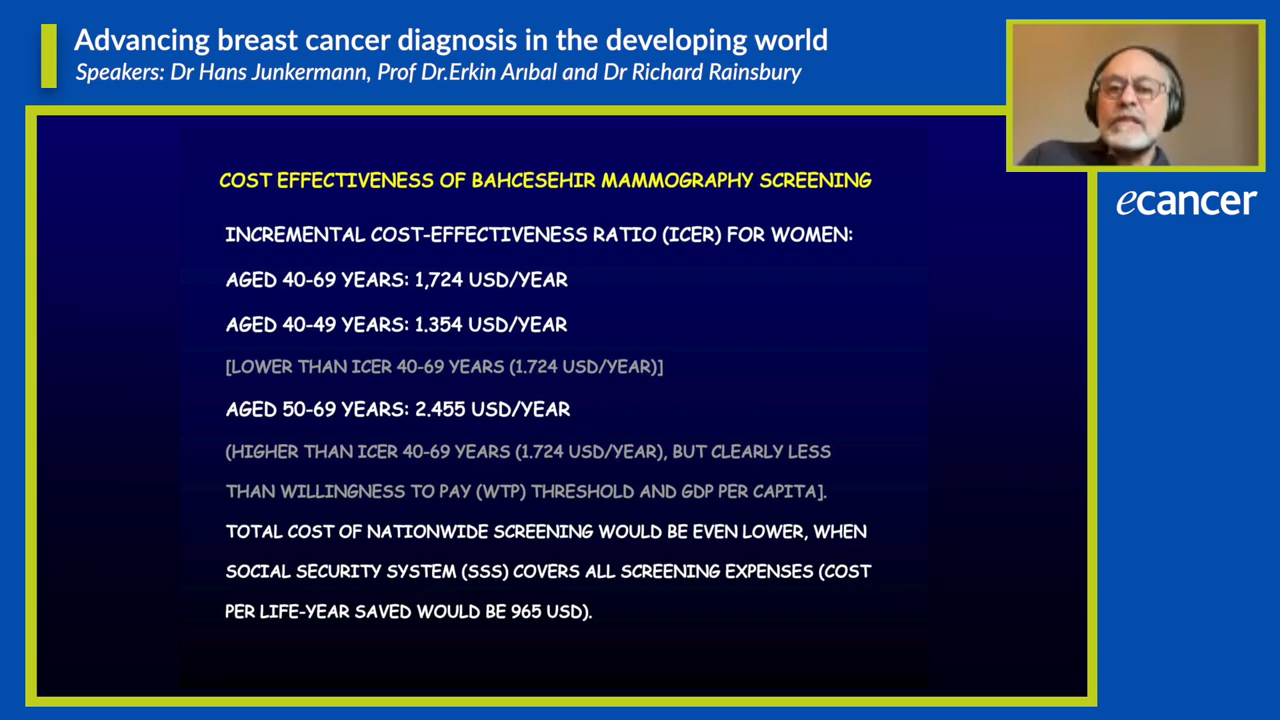 Advancing breast cancer diagnosis in the developing world
Speakers: Dr Hans Junkermann, Prof Dr.Erkin Arıbal and Dr Richard Rainsbury
COST EFFECTIVENESS OF BAHCESEHIR MAMMOGRAPHY SCREENING
INCREMENTAL COST-EFFECTIVENESS RATIO (ICER) FOR WOMEN:
AGED 40-69 YEARS: 1,724 USD/YEAR
AGED 40-49 YEARS: 1.354 USD/YEAR
[LOWER THAN ICER 40-69 YEARS (1.724 USD/YEAR)]
AGED 50-69 YEARS: 2.455 USD/YEAR
(HIGHER THAN ICER 40-69 YEARS (1.724 USD/YEAR), BUT CLEARLY LESS
THAN WILLINGNESS TO PAY (WTP) THRESHOLD AND GDP PER CAPITA].
TOTAL COST OF NATIONWIDE SCREENING WOULD BE EVEN LOWER, WHEN
SOCIAL SECURITY SYSTEM (SSS) COVERS ALL SCREENING EXPENSES (COST
PER LIFE-YEAR SAVED WOULD BE 965 USD).
ecancer